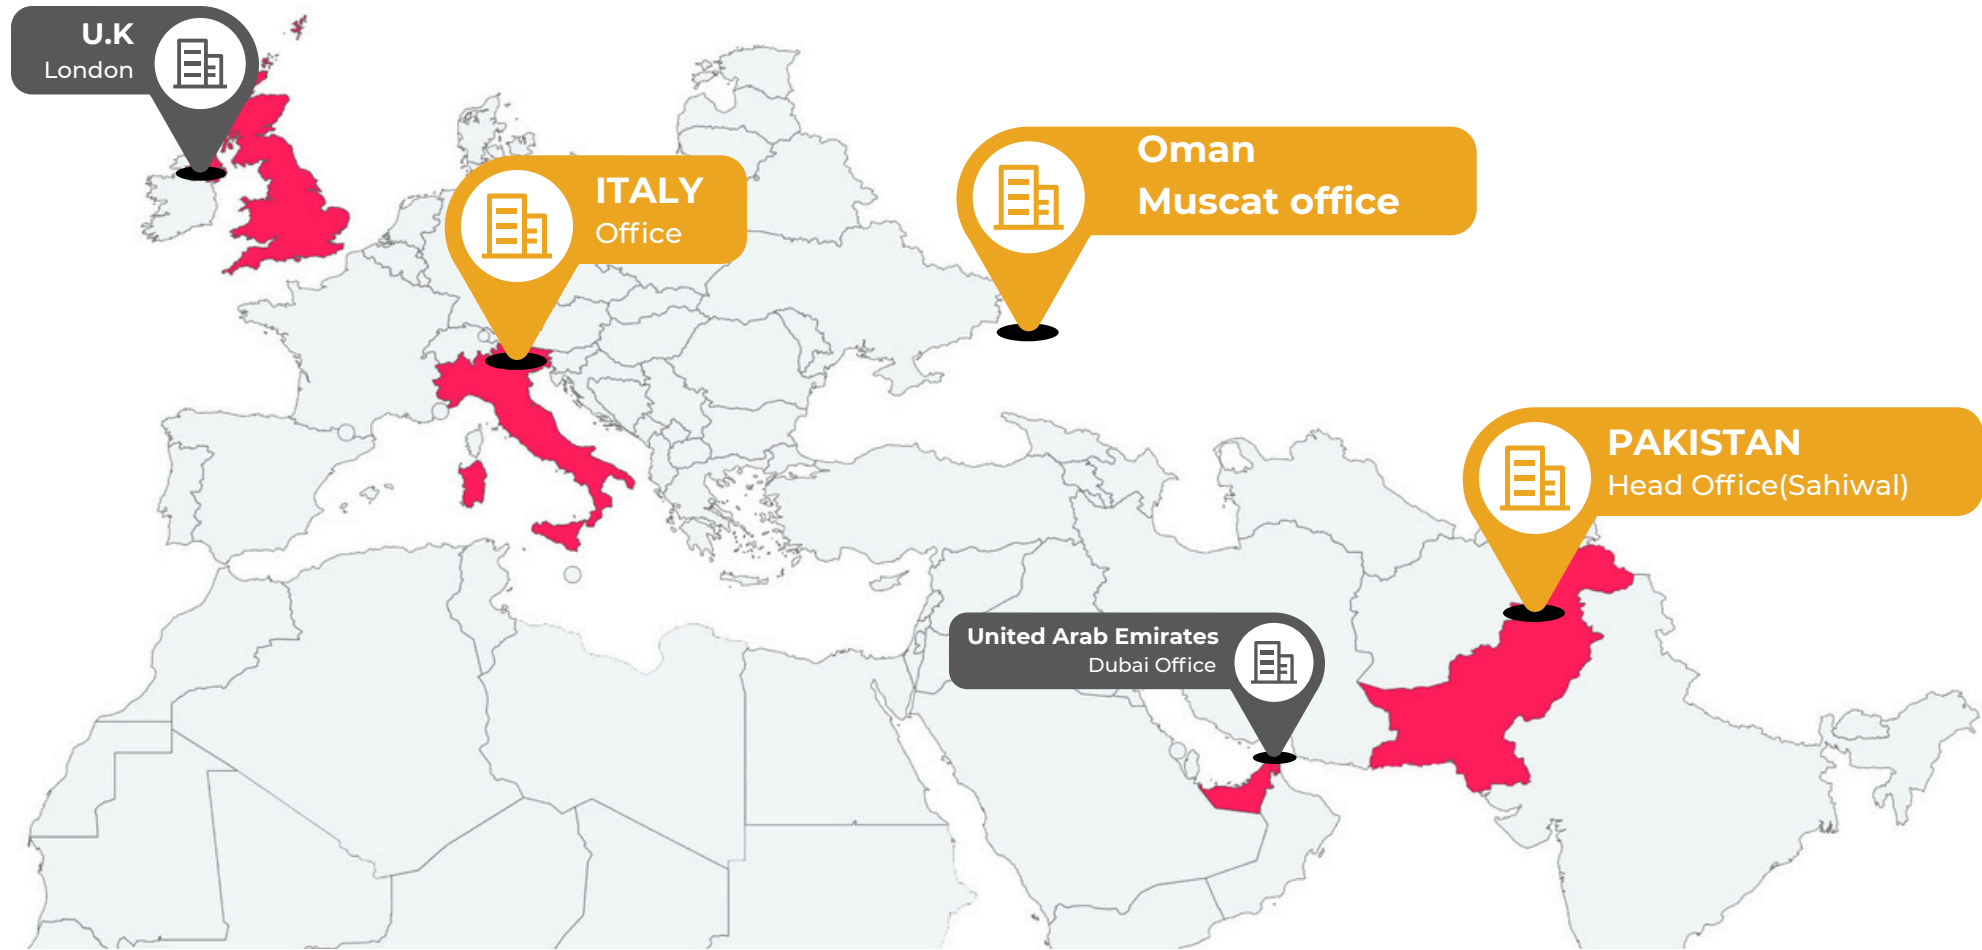 U.K
London
ITALY
Office
Oman
Muscat office
PAKISTAN
Head Office(Sahiwal)
United Arab Emirates
Dubai Office